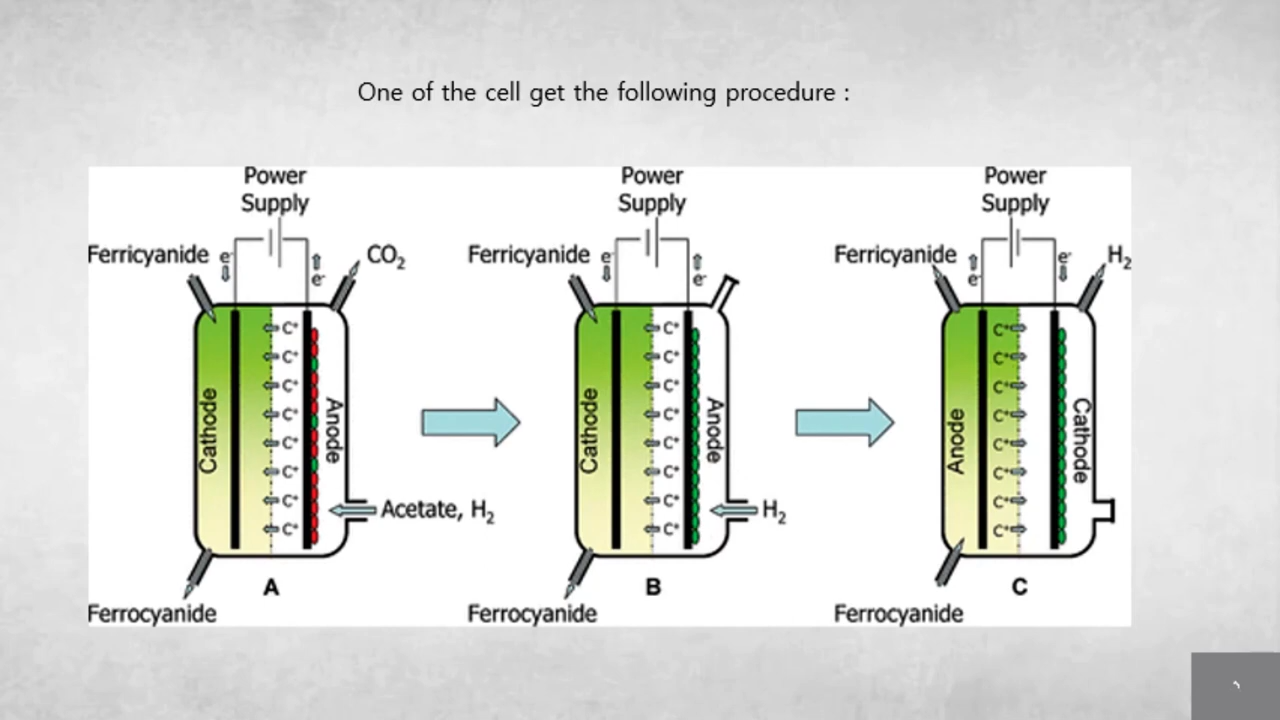 One of the cell get the following procedure :
Power
Supply
Ferricyanide
e-
e-
CO₂
C⁺
C⁺
C⁺
C⁺
C⁺
C⁺
C⁺
C⁺
Cathode
Anode
Acetate, H₂
A
Ferrocyanide
Power
Supply
Ferricyanide
e-
e-
C⁺
C⁺
C⁺
C⁺
C⁺
C⁺
C⁺
C⁺
Cathode
Anode
H₂
B
Ferrocyanide
Power
Supply
Ferricyanide
e-
e-
H₂
C⁺
C⁺
C⁺
C⁺
C⁺
C⁺
C⁺
C⁺
Anode
Cathode
C
Ferrocyanide